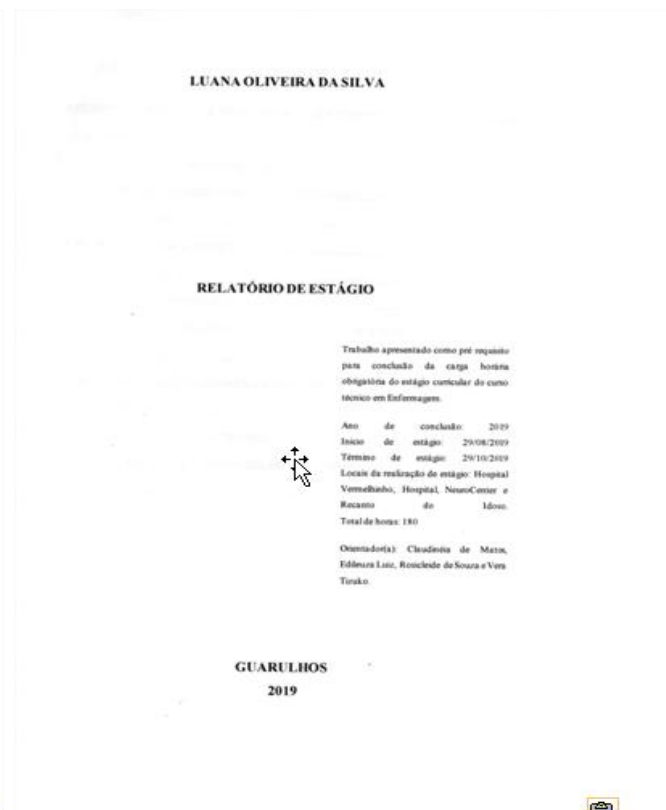 LUANA OLIVEIRA DA SILVA
RELATÓRIO DE ESTÁGIO
Trabalho apresentado como pré requisito
para conclusão da carga horária
obrigatória do estágio curricular do curso
técnico em Enfermagem.
Ano de conclusão: 2019
Início de estágio: 29/08/2019
Término de estágio: 29/10/2019
Locais da realização de estágio: Hospital
Vermelhinho, Hospital, NeuroCenter e
Recanto do Idoso.
Total de horas: 180
Orientador(a): de Matos,
Edileuza Luiz, Rosicleide de Souza e Vera
GUARULHOS
2019